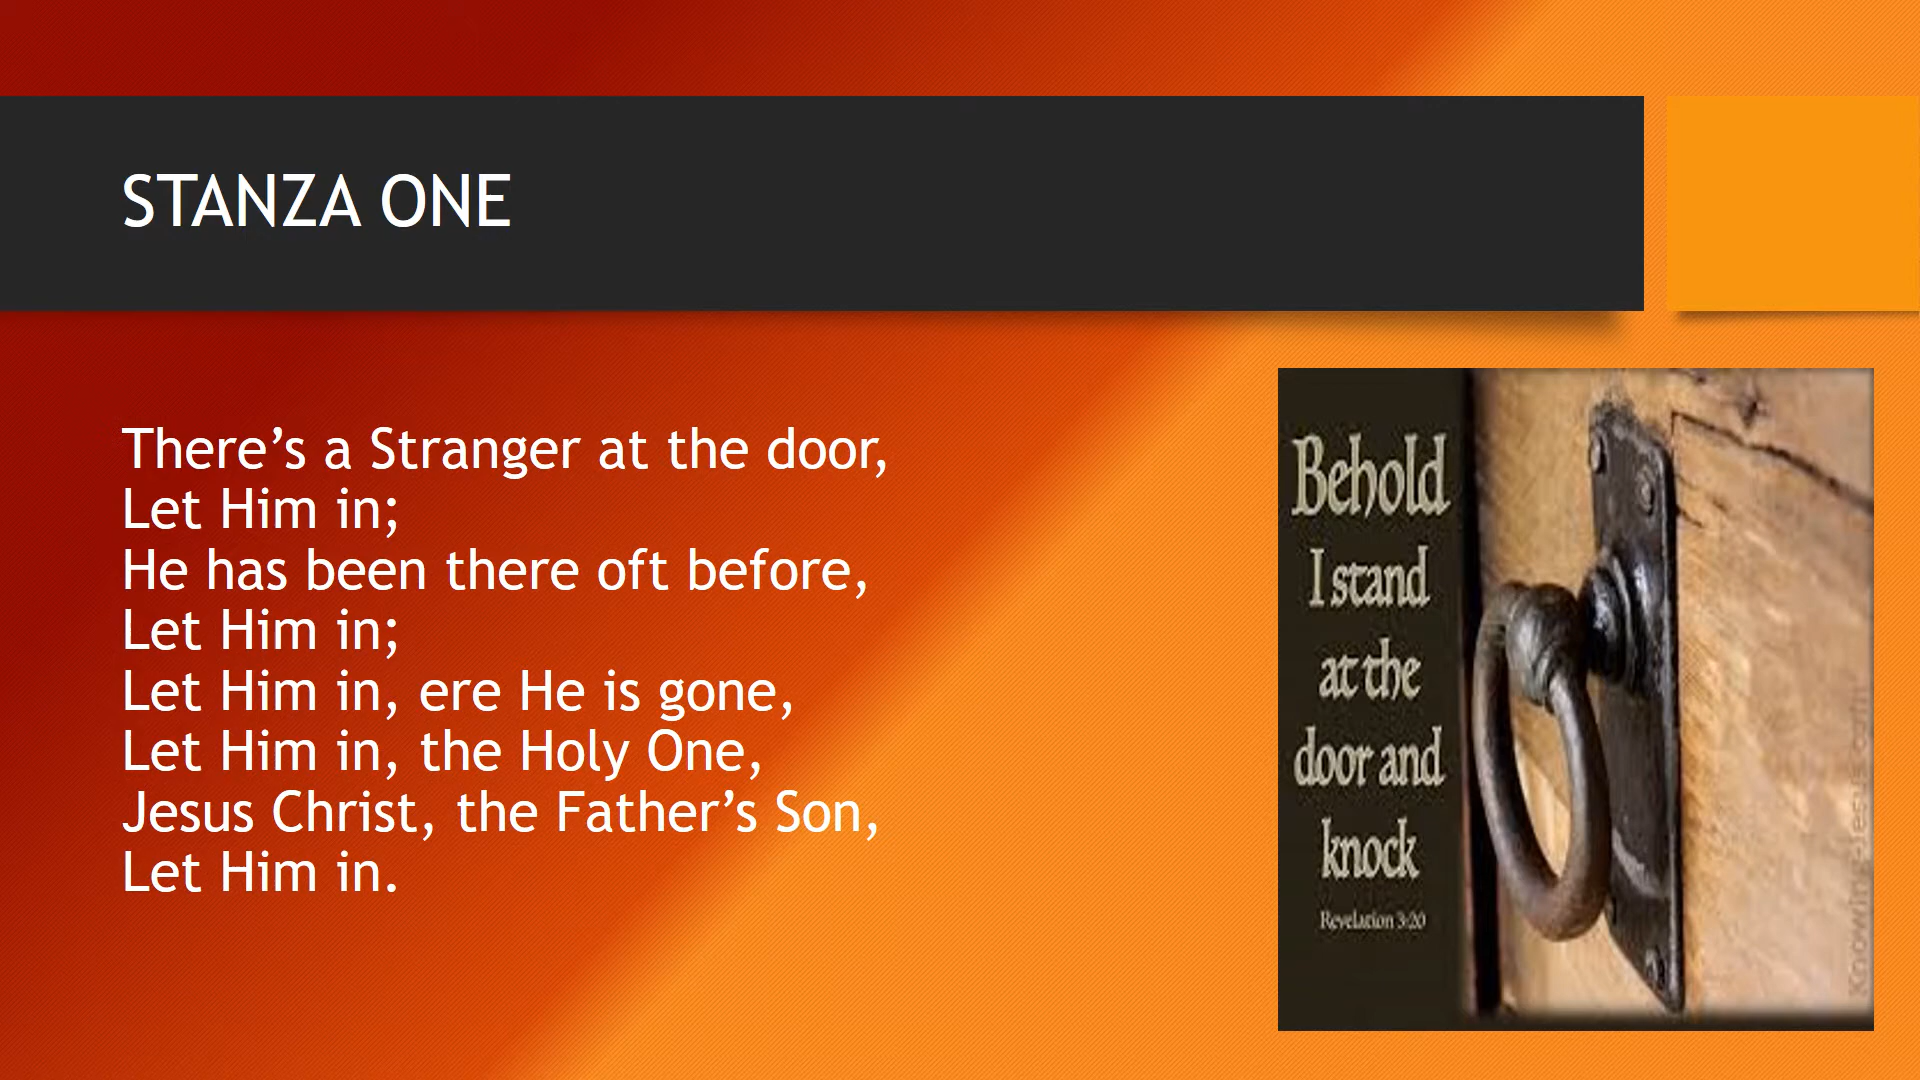 STANZA ONE
There’s a Stranger at the door,
Let Him in;
He has been there oft before,
Let Him in;
Let Him in, ere He is gone,
Let Him in, the Holy One,
Jesus Christ, the Father’s Son,
Let Him in.
Behold
I stand
at the
door and
knock
Revelation 3:20
KnowingJesus.com